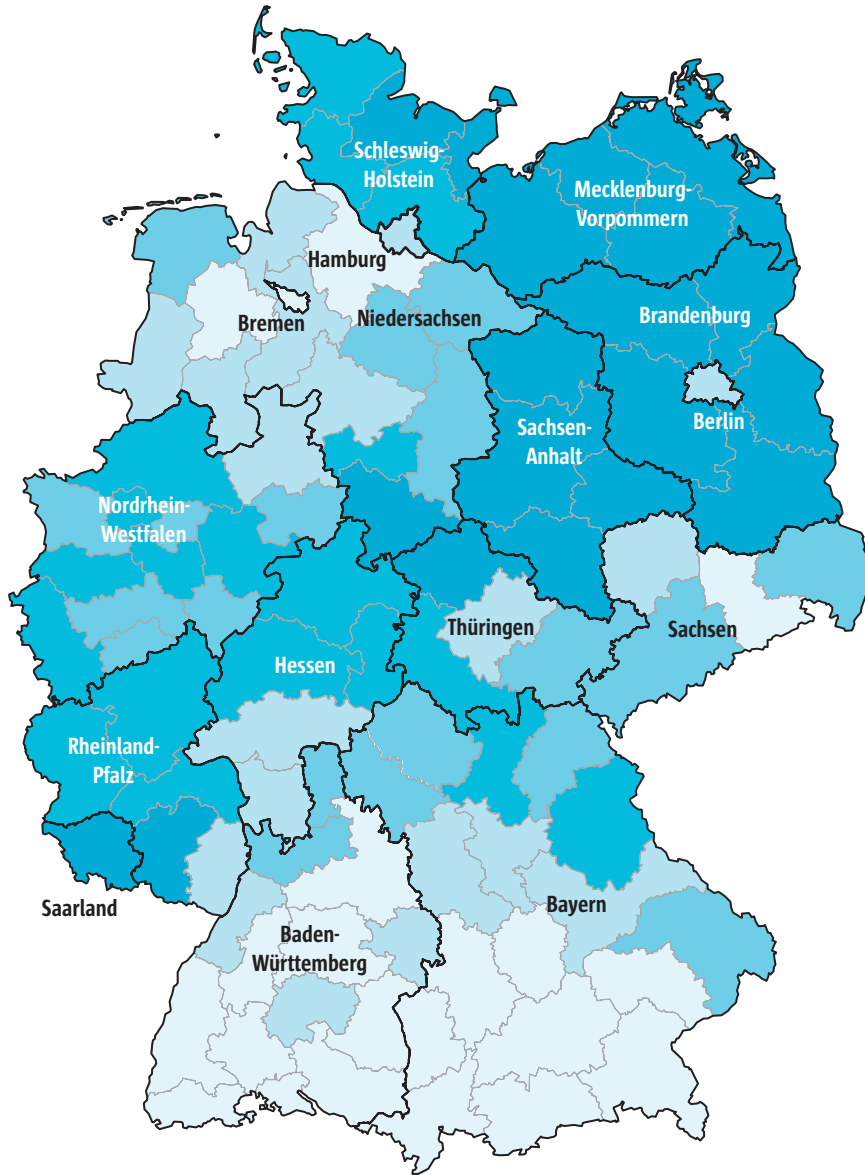 Schleswig-
Holstein
Mecklenburg-
Vorpommern
Hamburg
Bremen
Niedersachsen
Brandenburg
Berlin
Sachsen-
Anhalt
Nordrhein-
Westfalen
Thüringen
Sachsen
Hessen
Rheinland-
Pfalz
Saarland
Bayern
Baden-
Württemberg